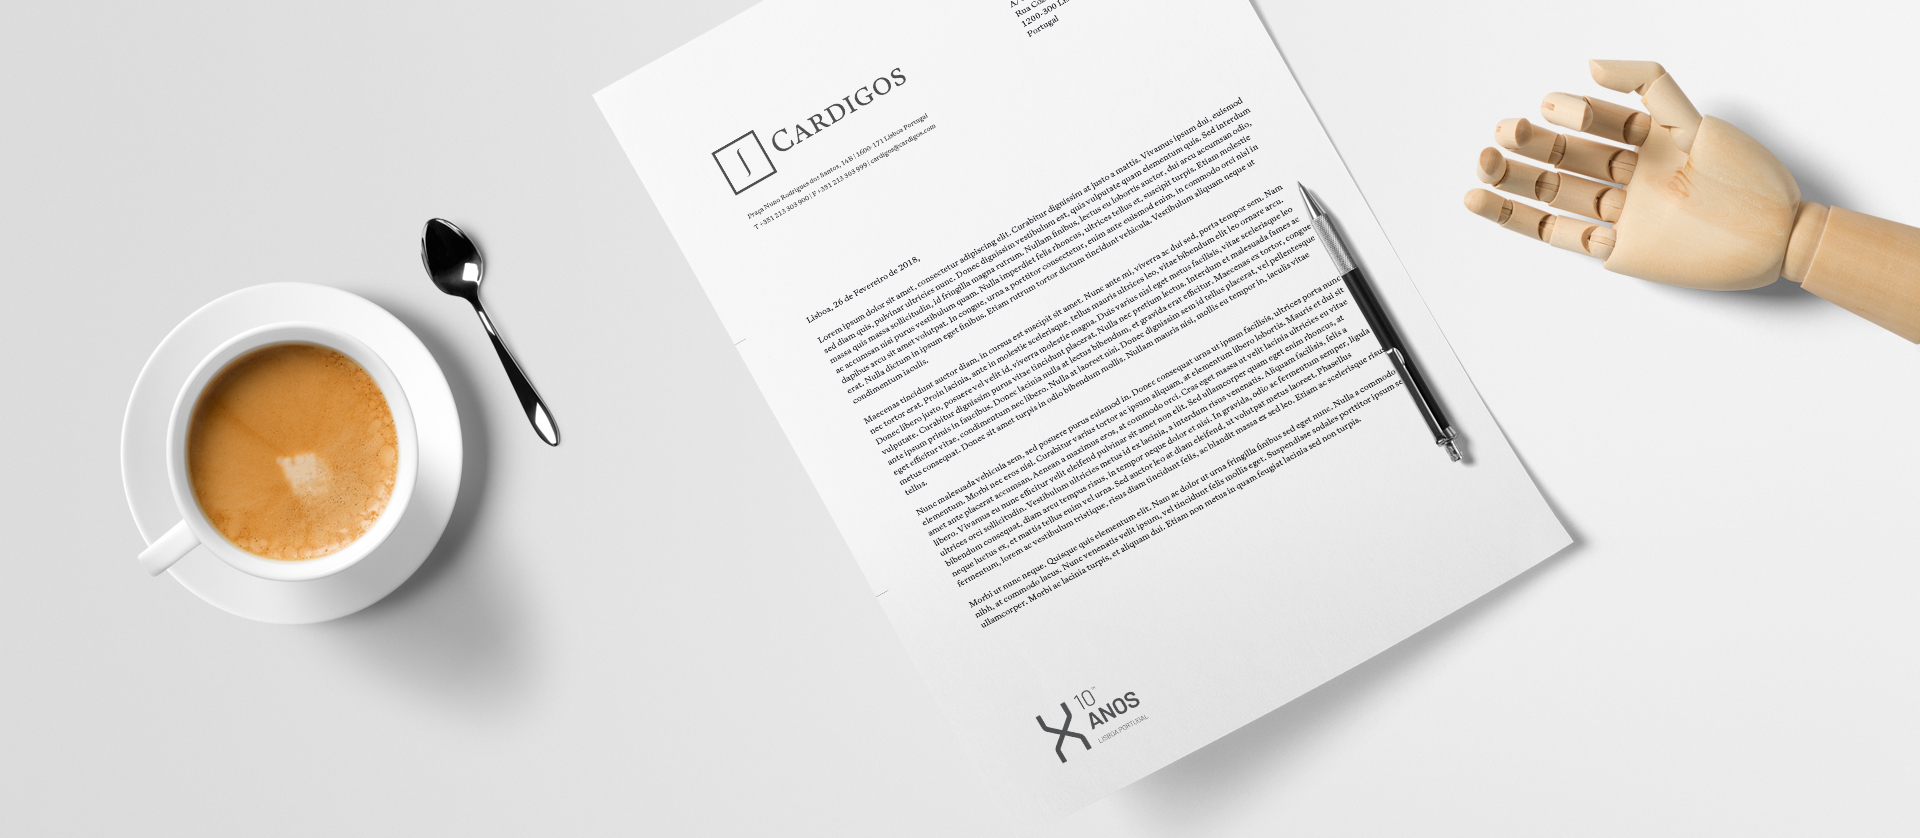 Rua Co
1200-300 Li
Portugal
CARDIGOS
Praça Nuno Rodrigues dos Santos, 14B | 1600-171 Lisboa Portugal
T +351 213 303 900 | F +351 213 303 999 | cardigos@cardigos.com
Lisboa, 26 de Fevereiro de 2018,
Lorem ipsum dolor sit amet, consectetur adipiscing elit. Curabitur dignissim at justo a mattis. Vivamus ipsum dui, euismod
sed diam quis, pulvinar ultricies nunc. Donec dignissim vestibulum est, quis vulputate quam elementum quis. Sed interdum
massa quis massa sollicitudin, id fringilla magna rutrum. Nullam finibus, lectus eu lobortis auctor, dui arcu accumsan odio,
ac accumsan nisi purus vestibulum quam. Nulla imperdiet felis rhoncus, ultrices tellus et, suscipit turpis. Etiam molestie
dapibus arcu sit amet volutpat. In congue, urna a porttitor consectetur, enim ante euismod enim, in commodo orci nisl in
erat. Nulla dictum in ipsum eget finibus. Etiam rutrum tortor dictum tincidunt vehicula. Vestibulum aliquam neque ut
condimentum iaculis.
Maecenas tincidunt auctor diam, in cursus est suscipit sit amet. Nunc ante mi, viverra ac dui sed, porta tempor sem. Nam
nec tortor erat. Proin lacinia, ante in molestie scelerisque, tellus mauris ultrices leo, vitae bibendum elit leo ornare arcu.
Donec libero justo, posuere vel velit id, viverra molestie magna. Duis varius nisl eget metus facilisis, vitae scelerisque leo
vulputate. Curabitur dignissim purus vitae tincidunt placerat. Nulla nec pretium lectus. Interdum et malesuada fames ac
ante ipsum primis in faucibus. Donec lacinia nulla at lectus bibendum, et gravida erat efficitur. Maecenas ex tortor, congue
eget efficitur vitae, condimentum nec libero. Nulla at laoreet nisl. Donec dignissim sem id tellus placerat, vel pellentesque
metus consequat. Donec sit amet turpis in odio bibendum mollis. Nullam mauris nisi, mollis eu tempor in, iaculis vitae
tellus.
Nunc malesuada vehicula sem, sed posuere purus euismod in. Donec consequat urna ut ipsum facilisis, ultrices porta nunc
elementum. Morbi nec eros nisl. Curabitur varius tortor ac ipsum aliquam, at elementum libero lobortis. Mauris et dui sit
amet ante placerat accumsan. Aenean a maximus eros, at commodo orci. Cras eget massa ut velit lacinia ultricies eu vitae
libero. Vivamus eu nunc efficitur velit eleifend pulvinar sit amet non elit. Sed ullamcorper quam eget enim rhoncus, at
ultrices orci sollicitudin. Vestibulum ultricies metus id ex lacinia, a interdum risus venenatis. Aliquam facilisis, felis a
bibendum consequat, diam arcu tempus risus, in tempor neque dolor et nisi. In gravida, odio ac fermentum semper, ligula
neque luctus ex, et mattis tellus enim vel urna. Sed auctor leo at diam eleifend, ut volutpat metus laoreet. Phasellus
fermentum, lorem ac vestibulum tristique, risus diam tincidunt felis, ac blandit massa ex sed leo. Etiam ac scelerisque risus
Morbi ut nunc neque. Quisque quis elementum elit. Nam ac dolor ut urna fringilla finibus sed eget nunc. Nulla a commodo
nibh, at commodo lacus. Nunc venenatis velit ipsum, vel tincidunt felis mollis eget. Suspendisse sodales porttitor ipsum
ullamcorper. Morbi ac lacinia turpis, et aliquam dui. Etiam non metus in quam feugiat lacinia sed non turpis.
10
ANOS
LISBOA PORTUGAL